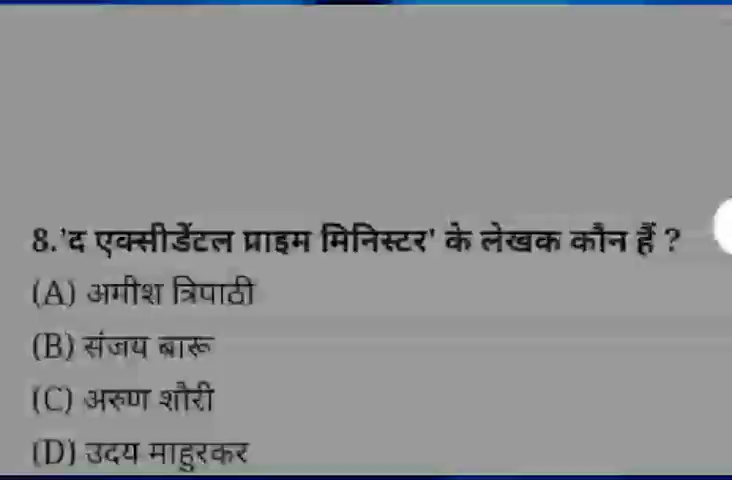 8.'द एक्सीडेंटल प्राइम मिनिस्टर' के लेखक कौन हैं ?
(A) अमीश त्रिपाठी
(B) संजय बारू
(C) अरुण शौरी
(D) उदय माहुरकर